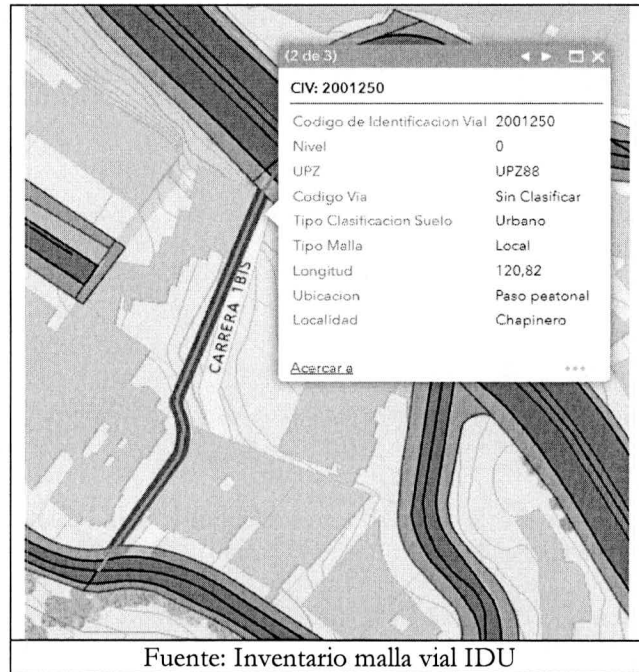 (2 de 3)
CIV: 2001250
Codigo de Identificacion Vial 2001250
Nivel 0
UPZ UPZ88
Codigo Via Sin Clasificar
Tipo Clasificacion Suelo Urbano
Tipo Malla Local
Longitud 120,82
Ubicacion Paso peatonal
Localidad Chapinero
Acercar a
CARRERA 1BIS
Fuente: Inventario malla vial IDU